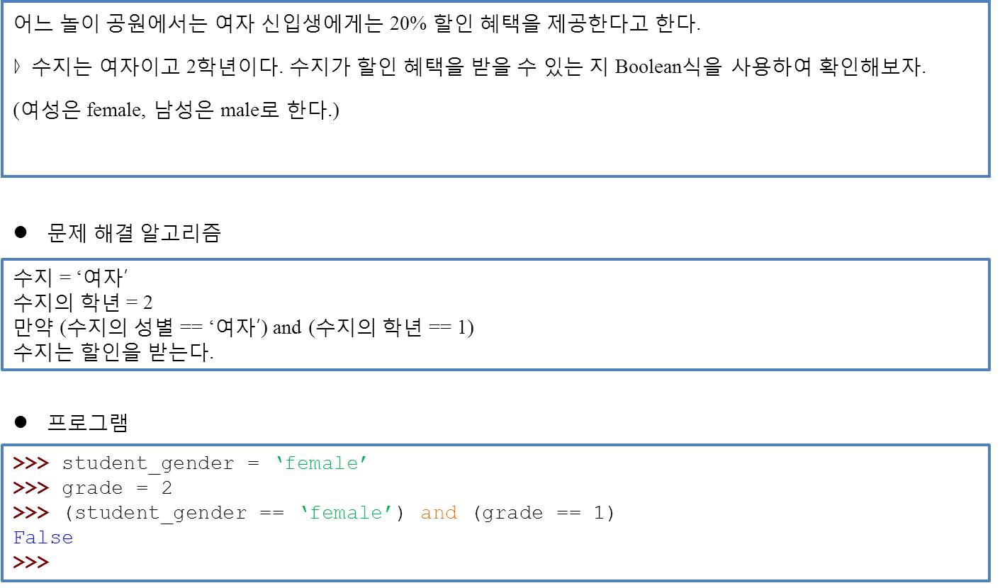 어느 놀이 공원에서는 여자 신입생에게는 20% 할인 혜택을 제공한다고 한다.
수지는 여자이고 2학년이다. 수지가 할인 혜택을 받을 수 있는 지 Boolean식을 사용하여 확인해보자.
(여성은 female, 남성은 male로 한다.)
● 문제 해결 알고리즘
수지 = ‘여자′
수지의 학년 = 2
만약 (수지의 성별 == ‘여자′) and (수지의 학년 == 1)
수지는 할인을 받는다.
● 프로그램
>>> student_gender = ‘female’
>>> grade = 2
>>> (student_gender == ‘female’) and (grade == 1)
False
>>>